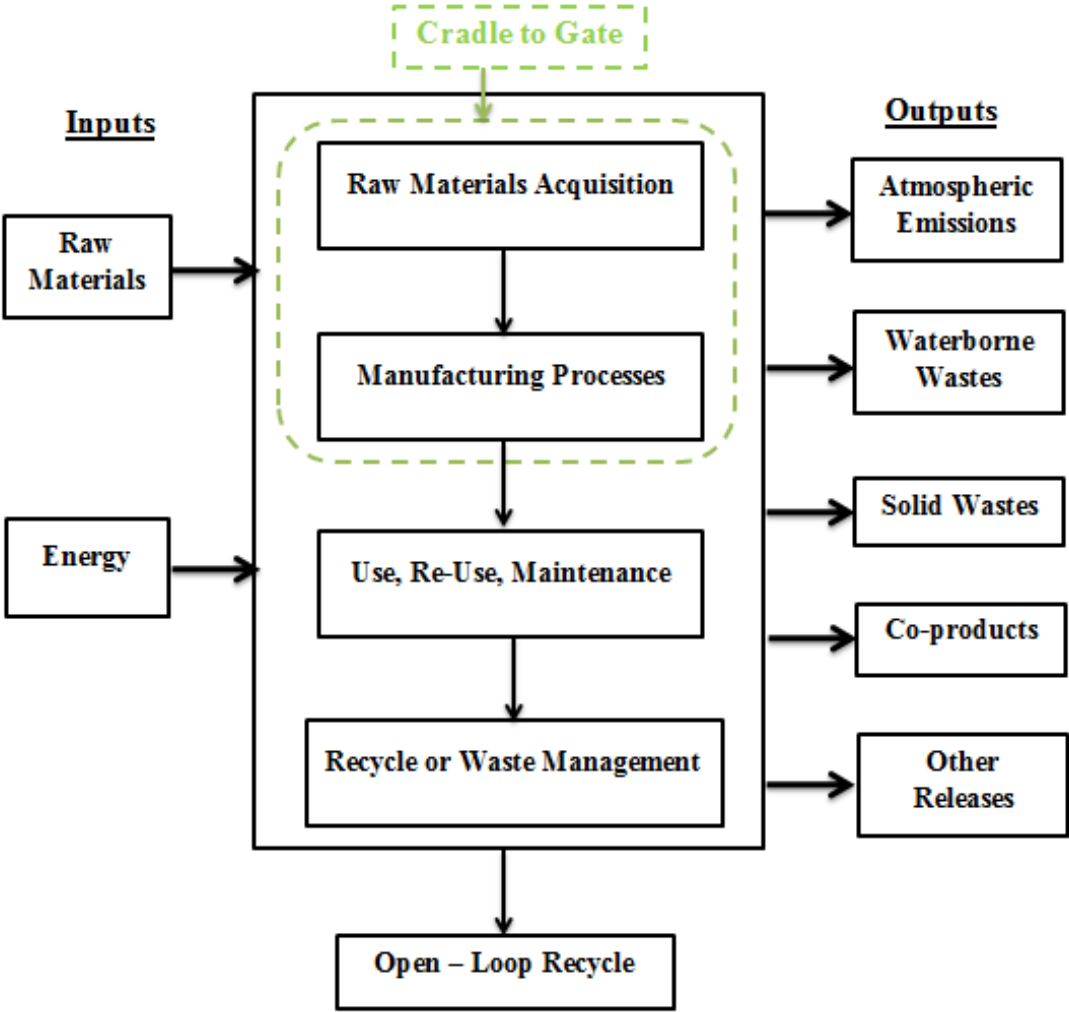 Cradle to Gate
Inputs
Outputs
Raw Materials Acquisition
Atmospheric
Emissions
Raw
Materials
Manufacturing Processes
Waterborne
Wastes
Solid Wastes
Energy
Use, Re-Use, Maintenance
Co-products
Recycle or Waste Management
Other
Releases
Open – Loop Recycle